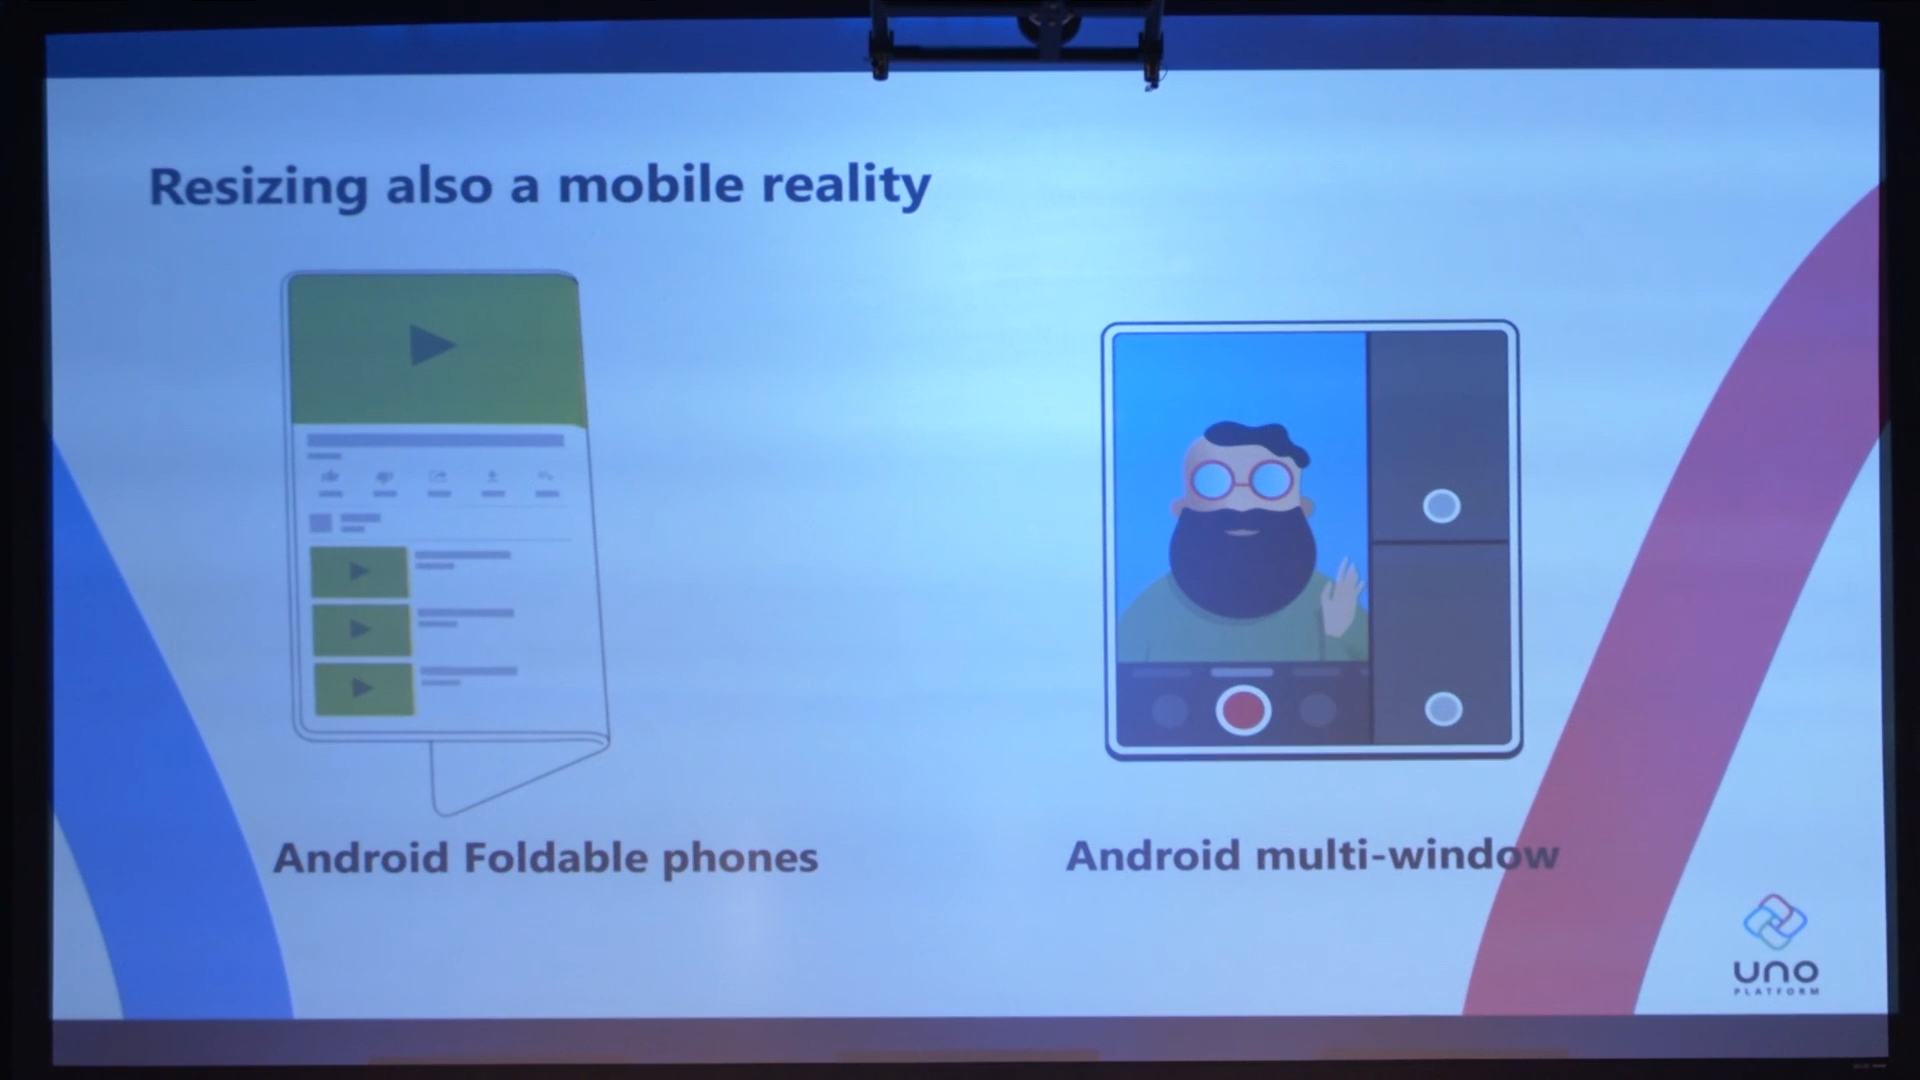 Resizing also a mobile reality
Android Foldable phones
Android multi-window
UNO
PLATFORM